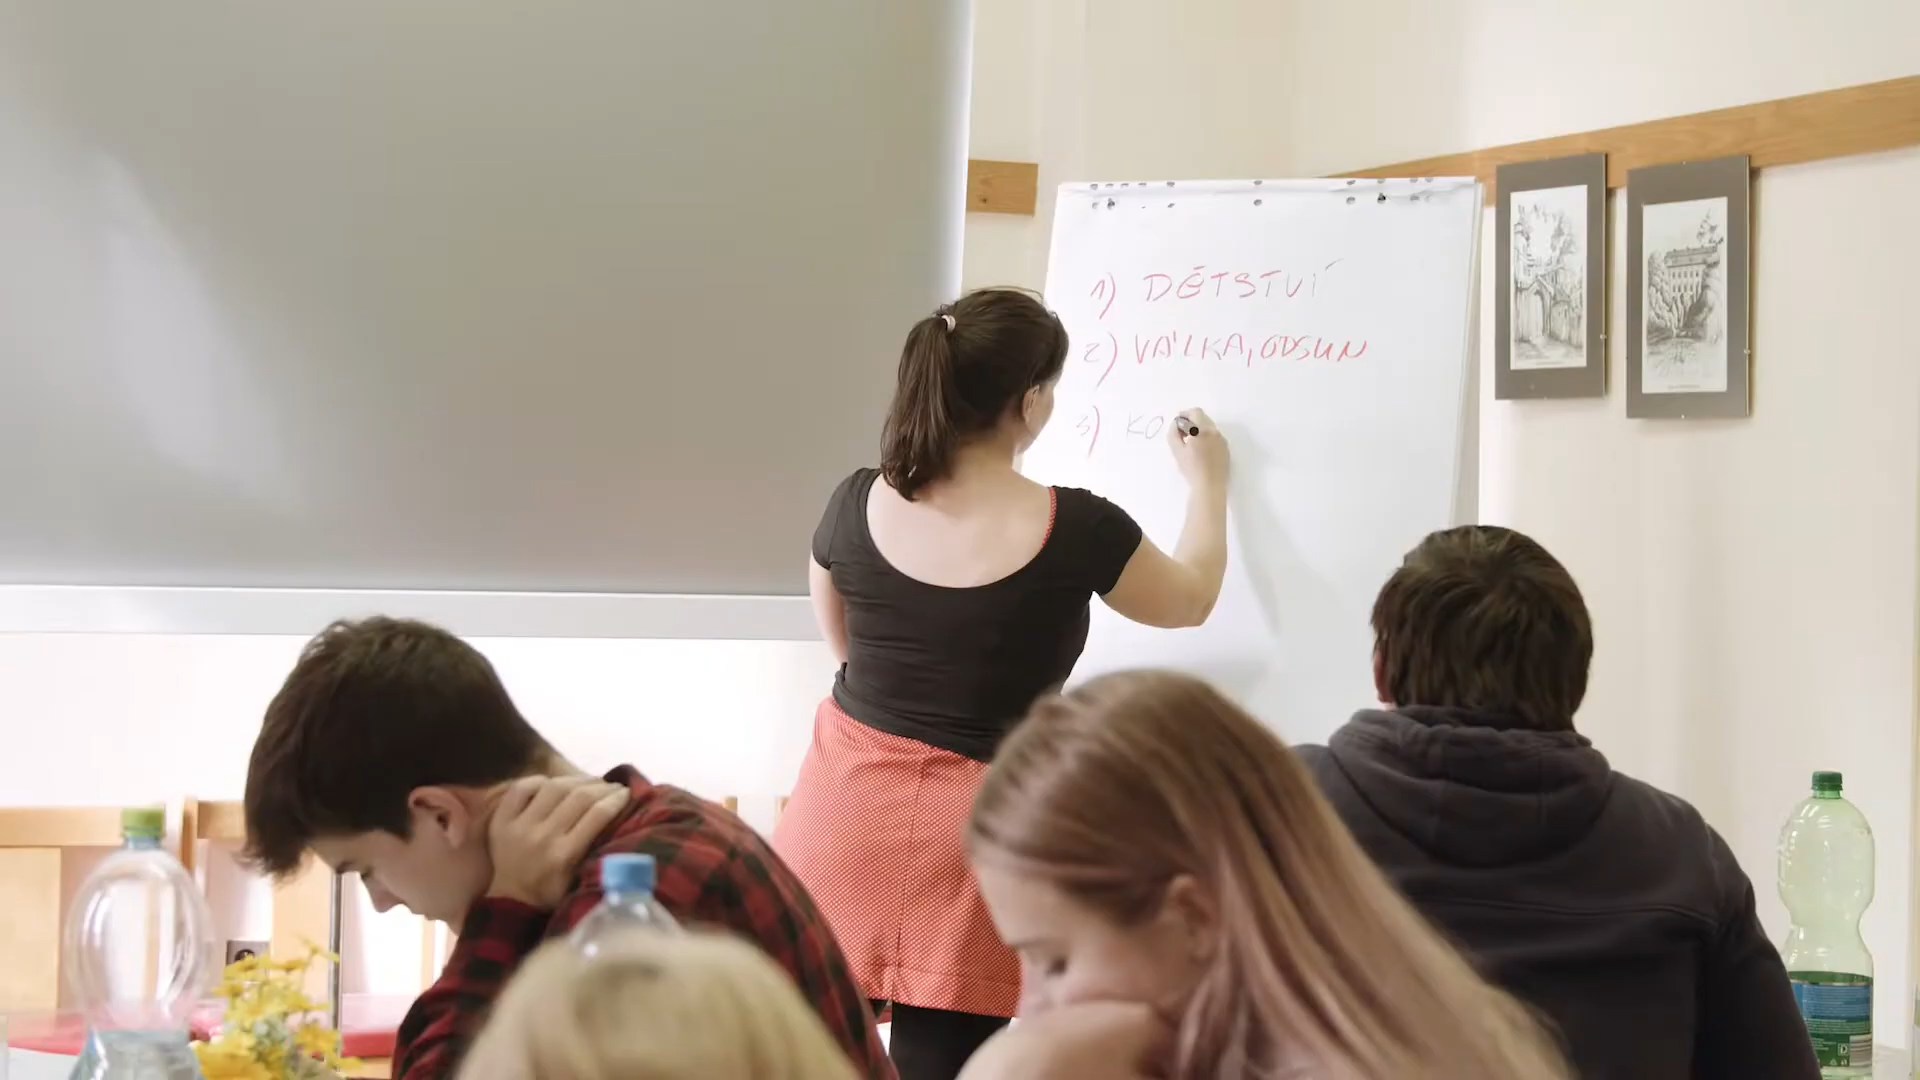 1) DĚTSTVÍ
2) VÁLKA, ODSUN
3) KO